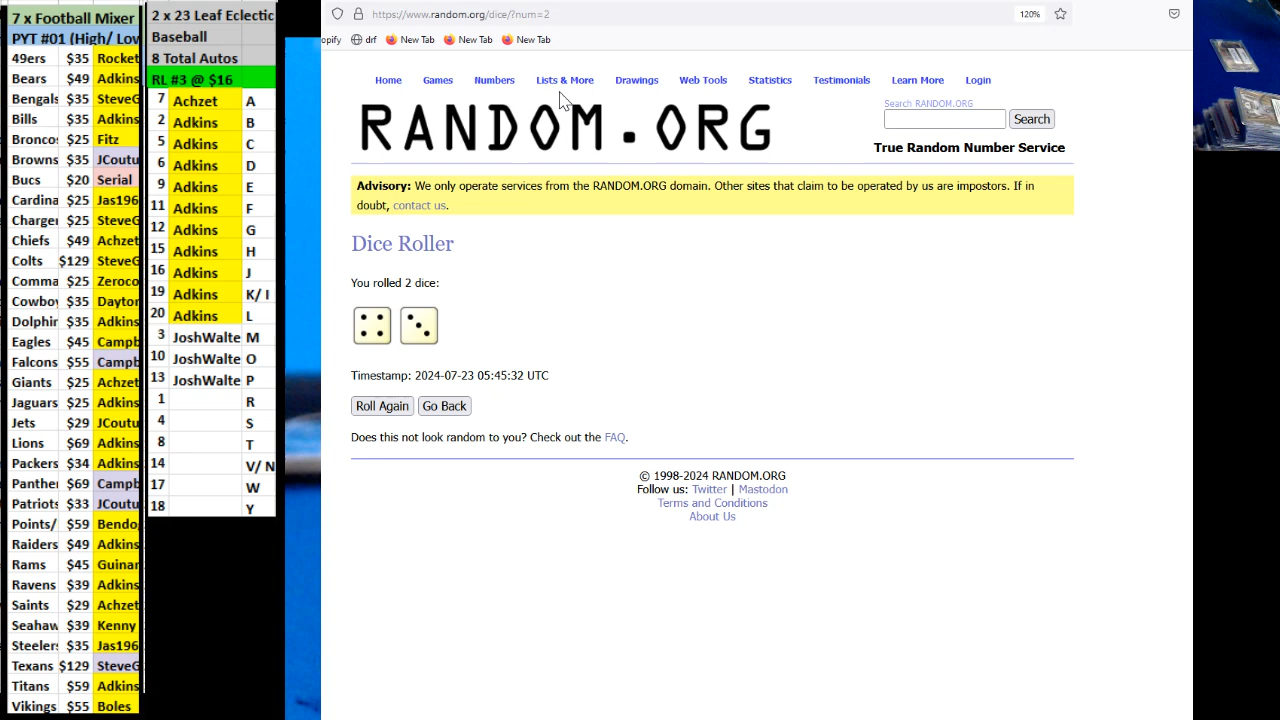 7 x Football Mixer
PYT #01 (High/ Lov
49ers $35 Rocket
Bears $49 Adkins
Bengals $35 SteveG
Bills $35 Adkins
Bronco: $25 Fitz
Browns $35 JCoutu
Bucs $20 Serial
Cardina $25 Jas196
Charger $25 SteveG
Chiefs $49 Achzet
Colts $129 SteveG
Comma $25 Zeroco
Cowboy $35 Dayton
Dolphin $35 Adkins
Eagles $45 Campb
Falcons $55 Campb
Giants $25 Achzet
Jaguars $25 Adkins
Jets $29 JCoutu
Lions $69 Adkins
Packers $34 Adkins
Panther $69 Campb
Patriots $33 JCoutu
Points/ $59 Bendo
Raiders $49 Adkins
Rams $45 Guinar
Ravens $39 Adkins
Saints $29 Achzet
Seahaw $39 Kenny
Steelers $35 Jas196
Texans $129 SteveG
Titans $59 Adkins
Vikings $55 Boles
2 x 23 Leaf Eclectic
Baseball
8 Total Autos
RL #3 @ $16
7 Achzet A
2 Adkins B
5 Adkins C
6 Adkins D
9 Adkins E
11 Adkins F
12 Adkins G
15 Adkins H
16 Adkins J
19 Adkins K/ I
20 Adkins L
3 JoshWalte M
10 JoshWalte O
13 JoshWalte P
1 R
4 S
8 T
14 V/ N
17 W
18 Y
https://www.random.org/dice/?num=2
120%
opify drf New Tab New Tab New Tab
Home Games Numbers Lists & More Drawings Web Tools Statistics Testimonials Learn More Login
RANDOM.ORG
Search RANDOM.ORG
Search
True Random Number Service
Advisory: We only operate services from the RANDOM.ORG domain. Other sites that claim to be operated by us are impostors. If in
doubt, contact us.
Dice Roller
You rolled 2 dice:
Timestamp: 2024-07-23 05:45:32 UTC
Roll Again Go Back
Does this not look random to you? Check out the FAQ.
© 1998-2024 RANDOM.ORG
Follow us: Twitter | Mastodon
Terms and Conditions
About Us